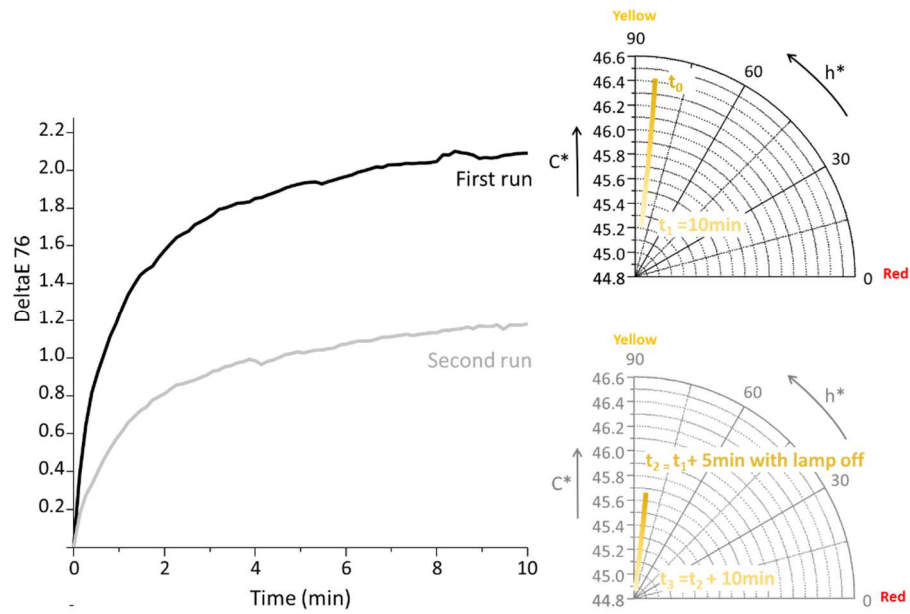 DeltaE 76
2.2
2.0
1.8
1.6
1.4
1.2
1.0
0.8
0.6
0.4
0.2
0 2 4 6 8 10
Time (min)
First run
Second run
Yellow
90
60
30
0 Red
h*
C*
46.6
46.4
46.2
46.0
45.8
45.6
45.4
45.2
45.0
44.8
t₀
t₁ =10min
Yellow
90
60
30
0 Red
h*
C*
46.6
46.4
46.2
46.0
45.8
45.6
45.4
45.2
45.0
44.8
t₂ = t₁+ 5min with lamp off
t₃ =t₂ + 10min